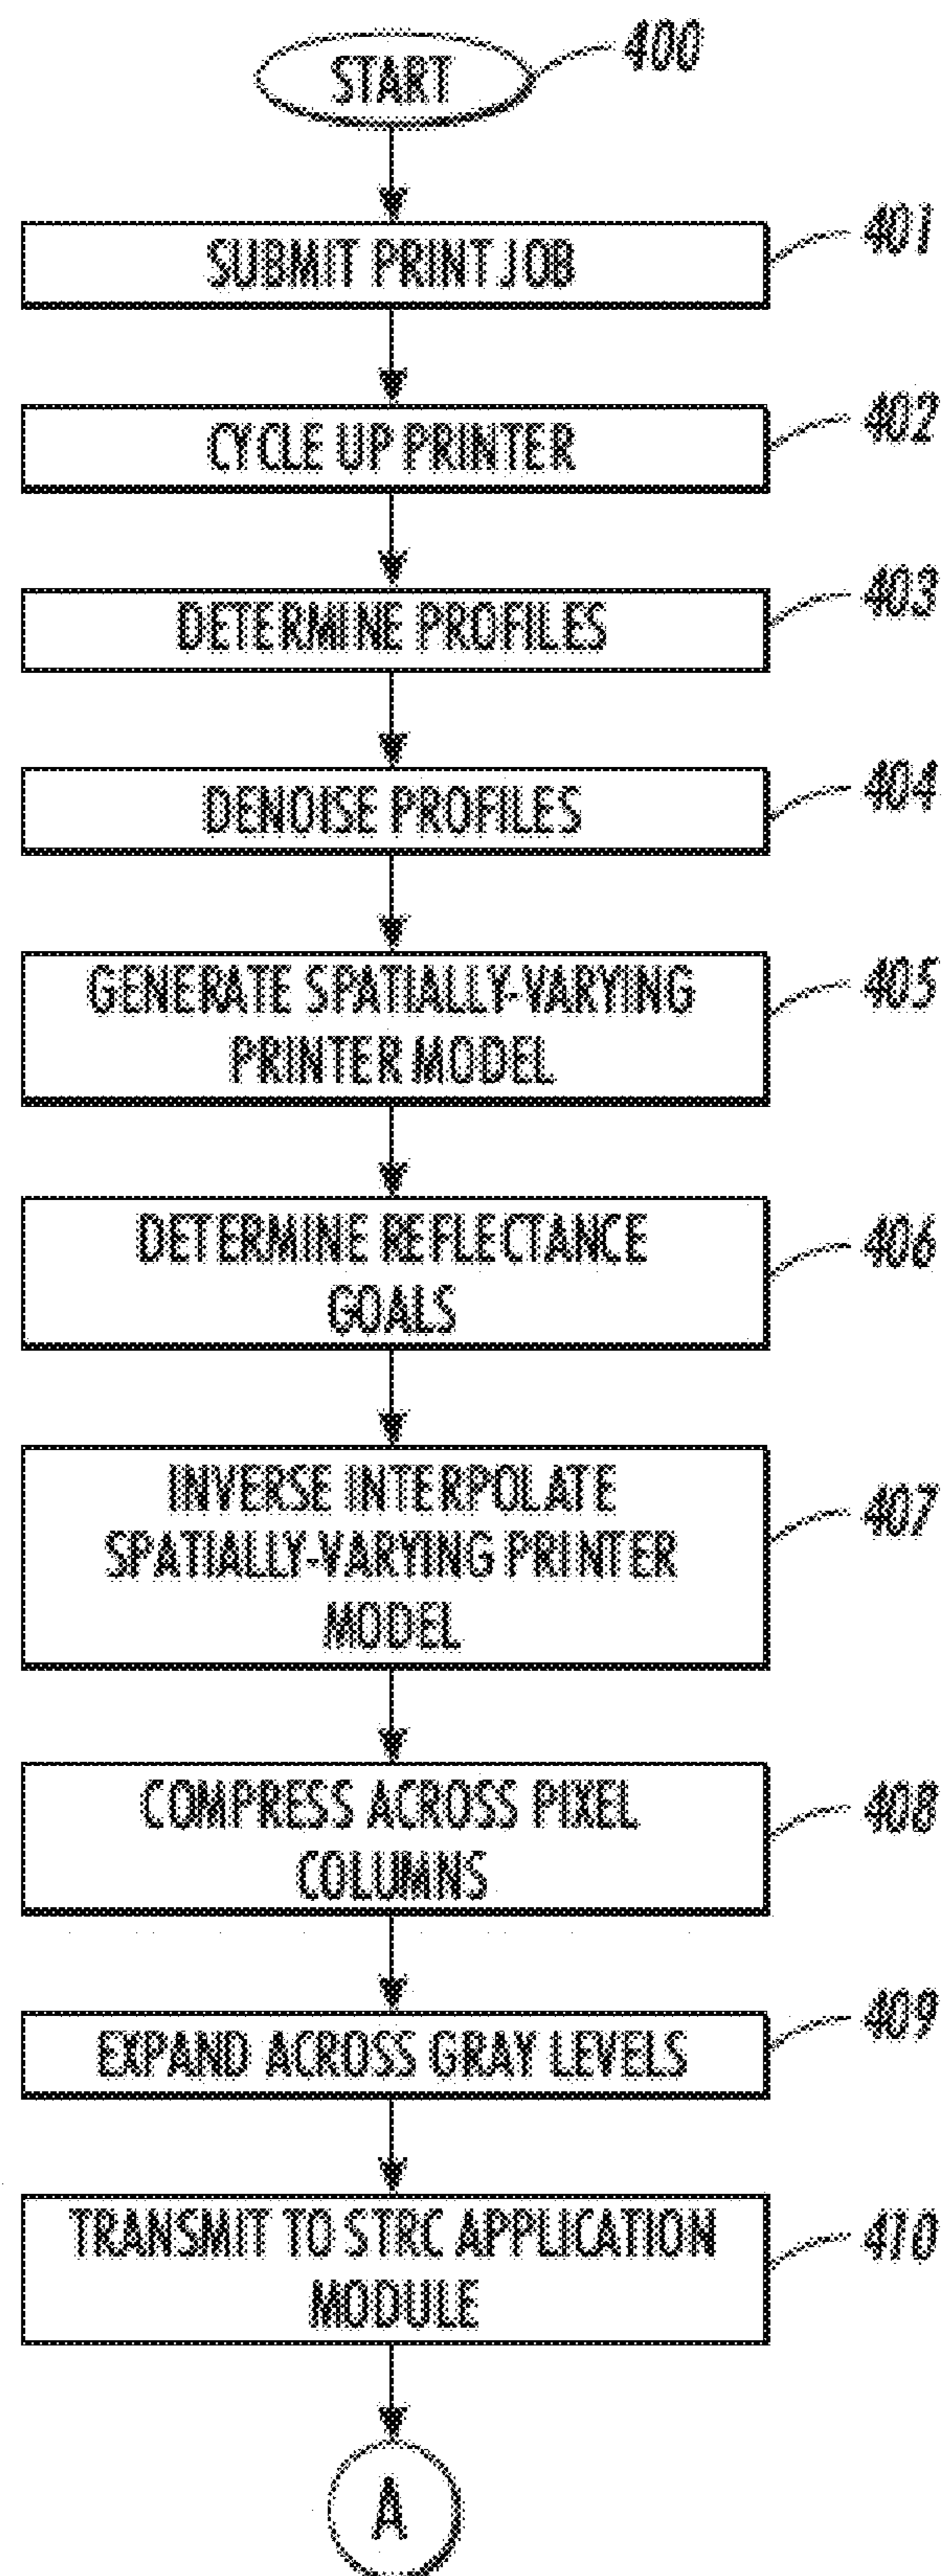 START
400
SUBMIT PRINT JOB
401
CYCLE UP PRINTER
402
DETERMINE PROFILES
403
DENOISE PROFILES
404
GENERATE SPATIALLY-VARYING
PRINTER MODEL
405
DETERMINE REFLECTANCE
GOALS
406
INVERSE INTERPOLATE
SPATIALLY-VARYING PRINTER
MODEL
407
COMPRESS ACROSS PIXEL
COLUMNS
408
EXPAND ACROSS GRAY LEVELS
409
TRANSMIT TO STRC APPLICATION
MODULE
410
A